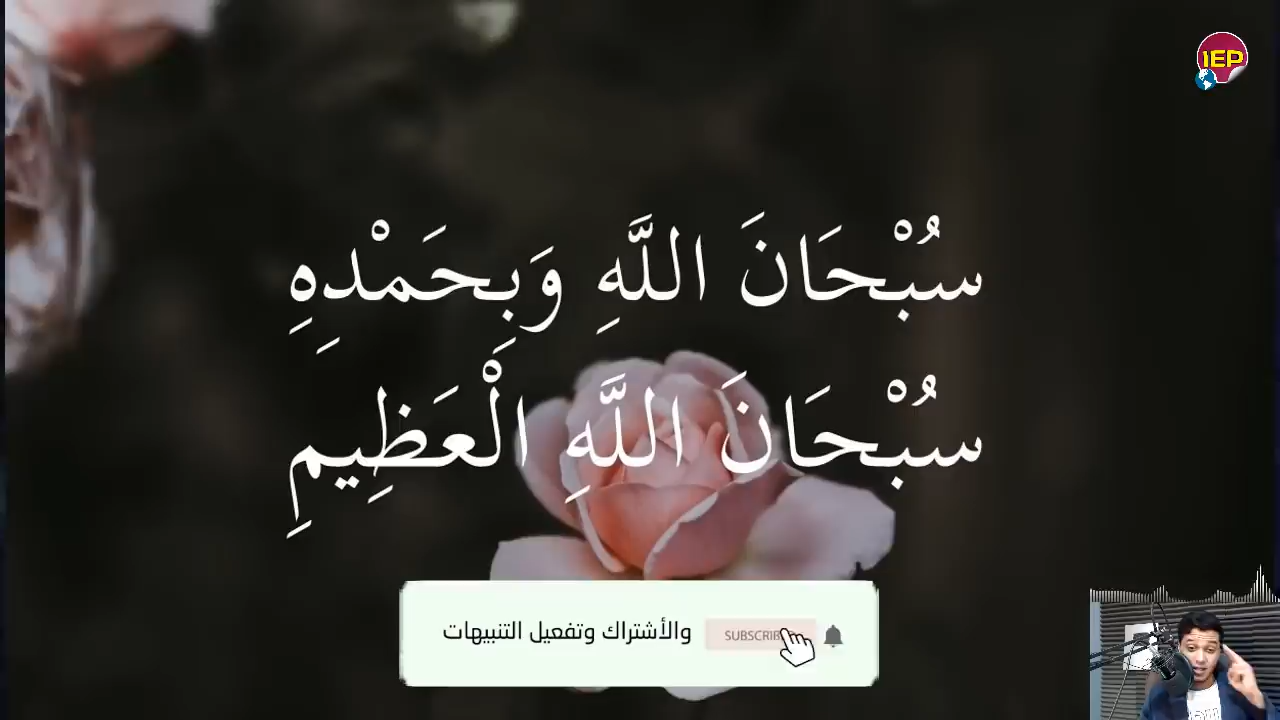 IEP
سُبْحَانَ اللَّهِ وَبِحَمْدِهِ
سُبْحَانَ اللَّهِ الْعَظِيمِ
والأشتراك وتفعيل التنبيهات
SUBSCRIB